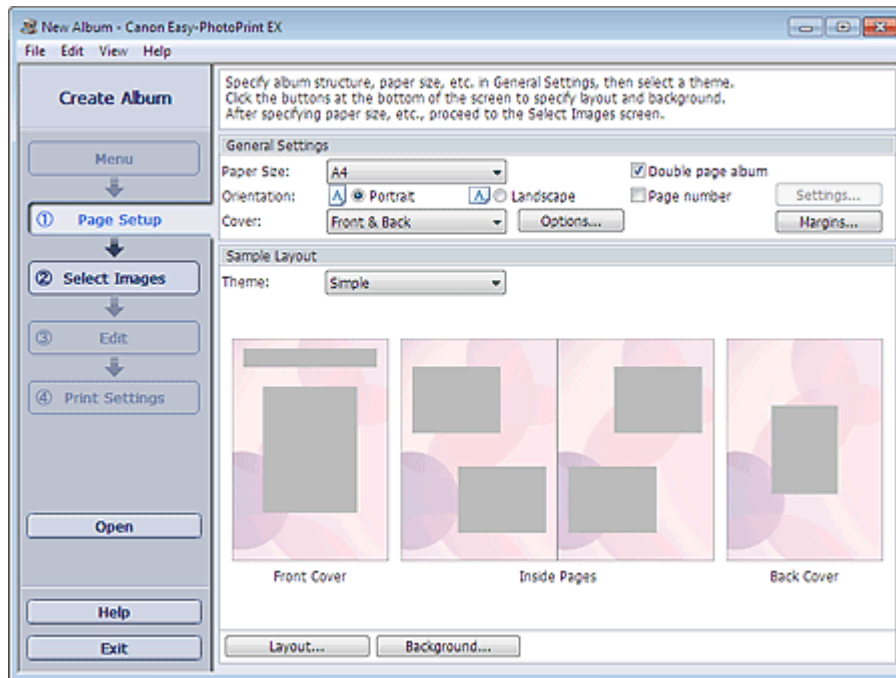 New Album - Canon Easy-PhotoPrint EX
File Edit View Help
Create Album
Menu
① Page Setup
② Select Images
③ Edit
④ Print Settings
Open
Help
Exit
Specify album structure, paper size, etc. in General Settings, then select a theme.
Click the buttons at the bottom of the screen to specify layout and background.
After specifying paper size, etc., proceed to the Select Images screen.
General Settings
Paper Size: A4 Double page album
Orientation: A Portrait A Landscape Page number Settings...
Cover: Front & Back Options... Margins...
Sample Layout
Theme: Simple
Front Cover Inside Pages Back Cover
Layout... Background...